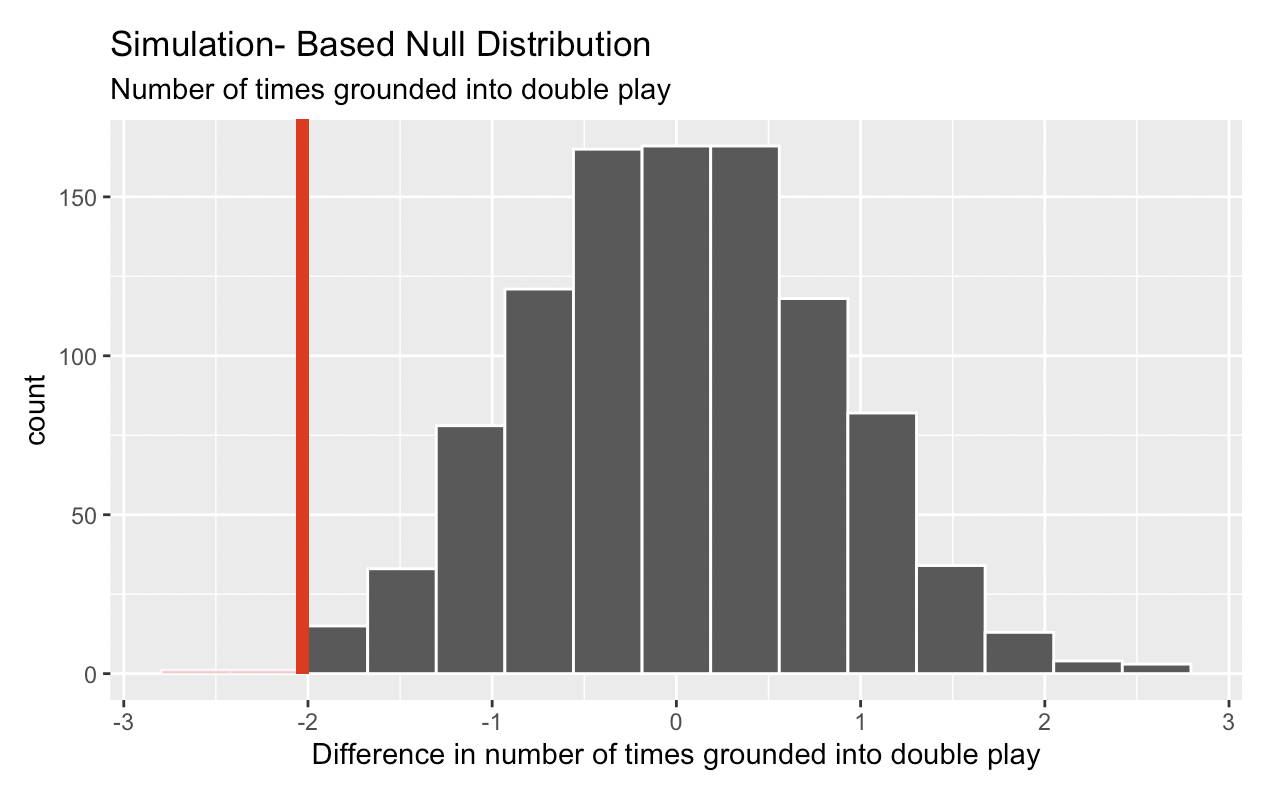 Simulation- Based Null Distribution
Number of times grounded into double play
150
100
50
0
count
-3 -2 -1 0 1 2 3
Difference in number of times grounded into double play